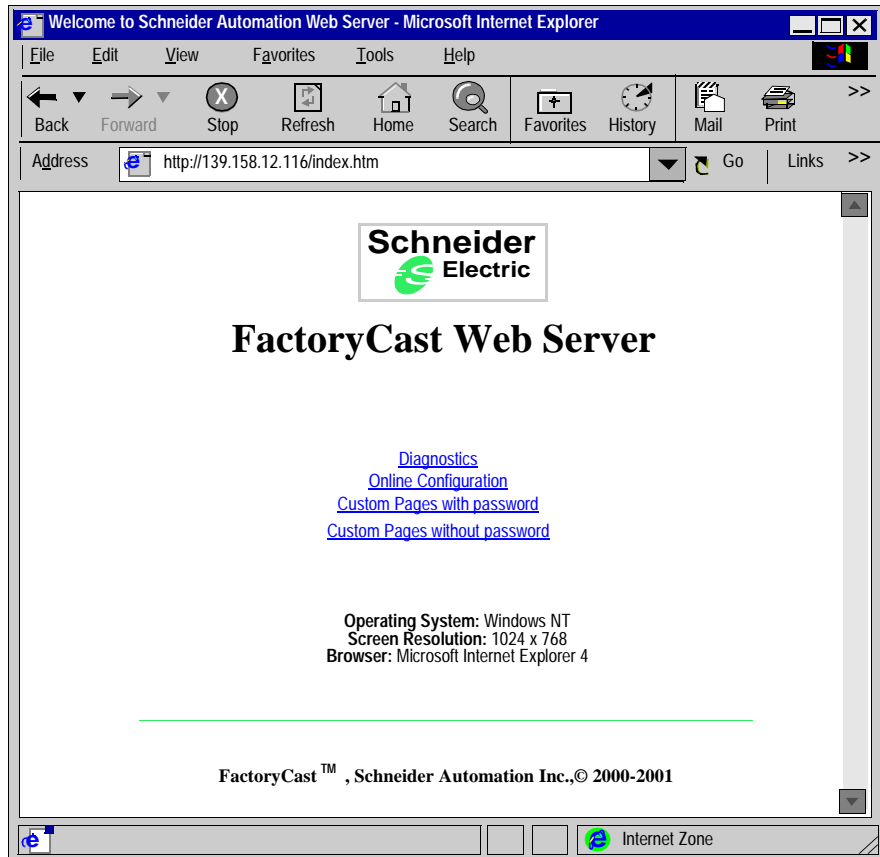 Welcome to Schneider Automation Web Server - Microsoft Internet Explorer
File Edit View Favorites Tools Help
Back Forward Stop Refresh Home Search Favorites History Mail Print >>
Address http://139.158.12.116/index.htm Go Links >>
Schneider
Electric
FactoryCast Web Server
Diagnostics
Online Configuration
Custom Pages with password
Custom Pages without password
Operating System: Windows NT
Screen Resolution: 1024 x 768
Browser: Microsoft Internet Explorer 4
FactoryCast TM , Schneider Automation Inc.,© 2000-2001
Internet Zone